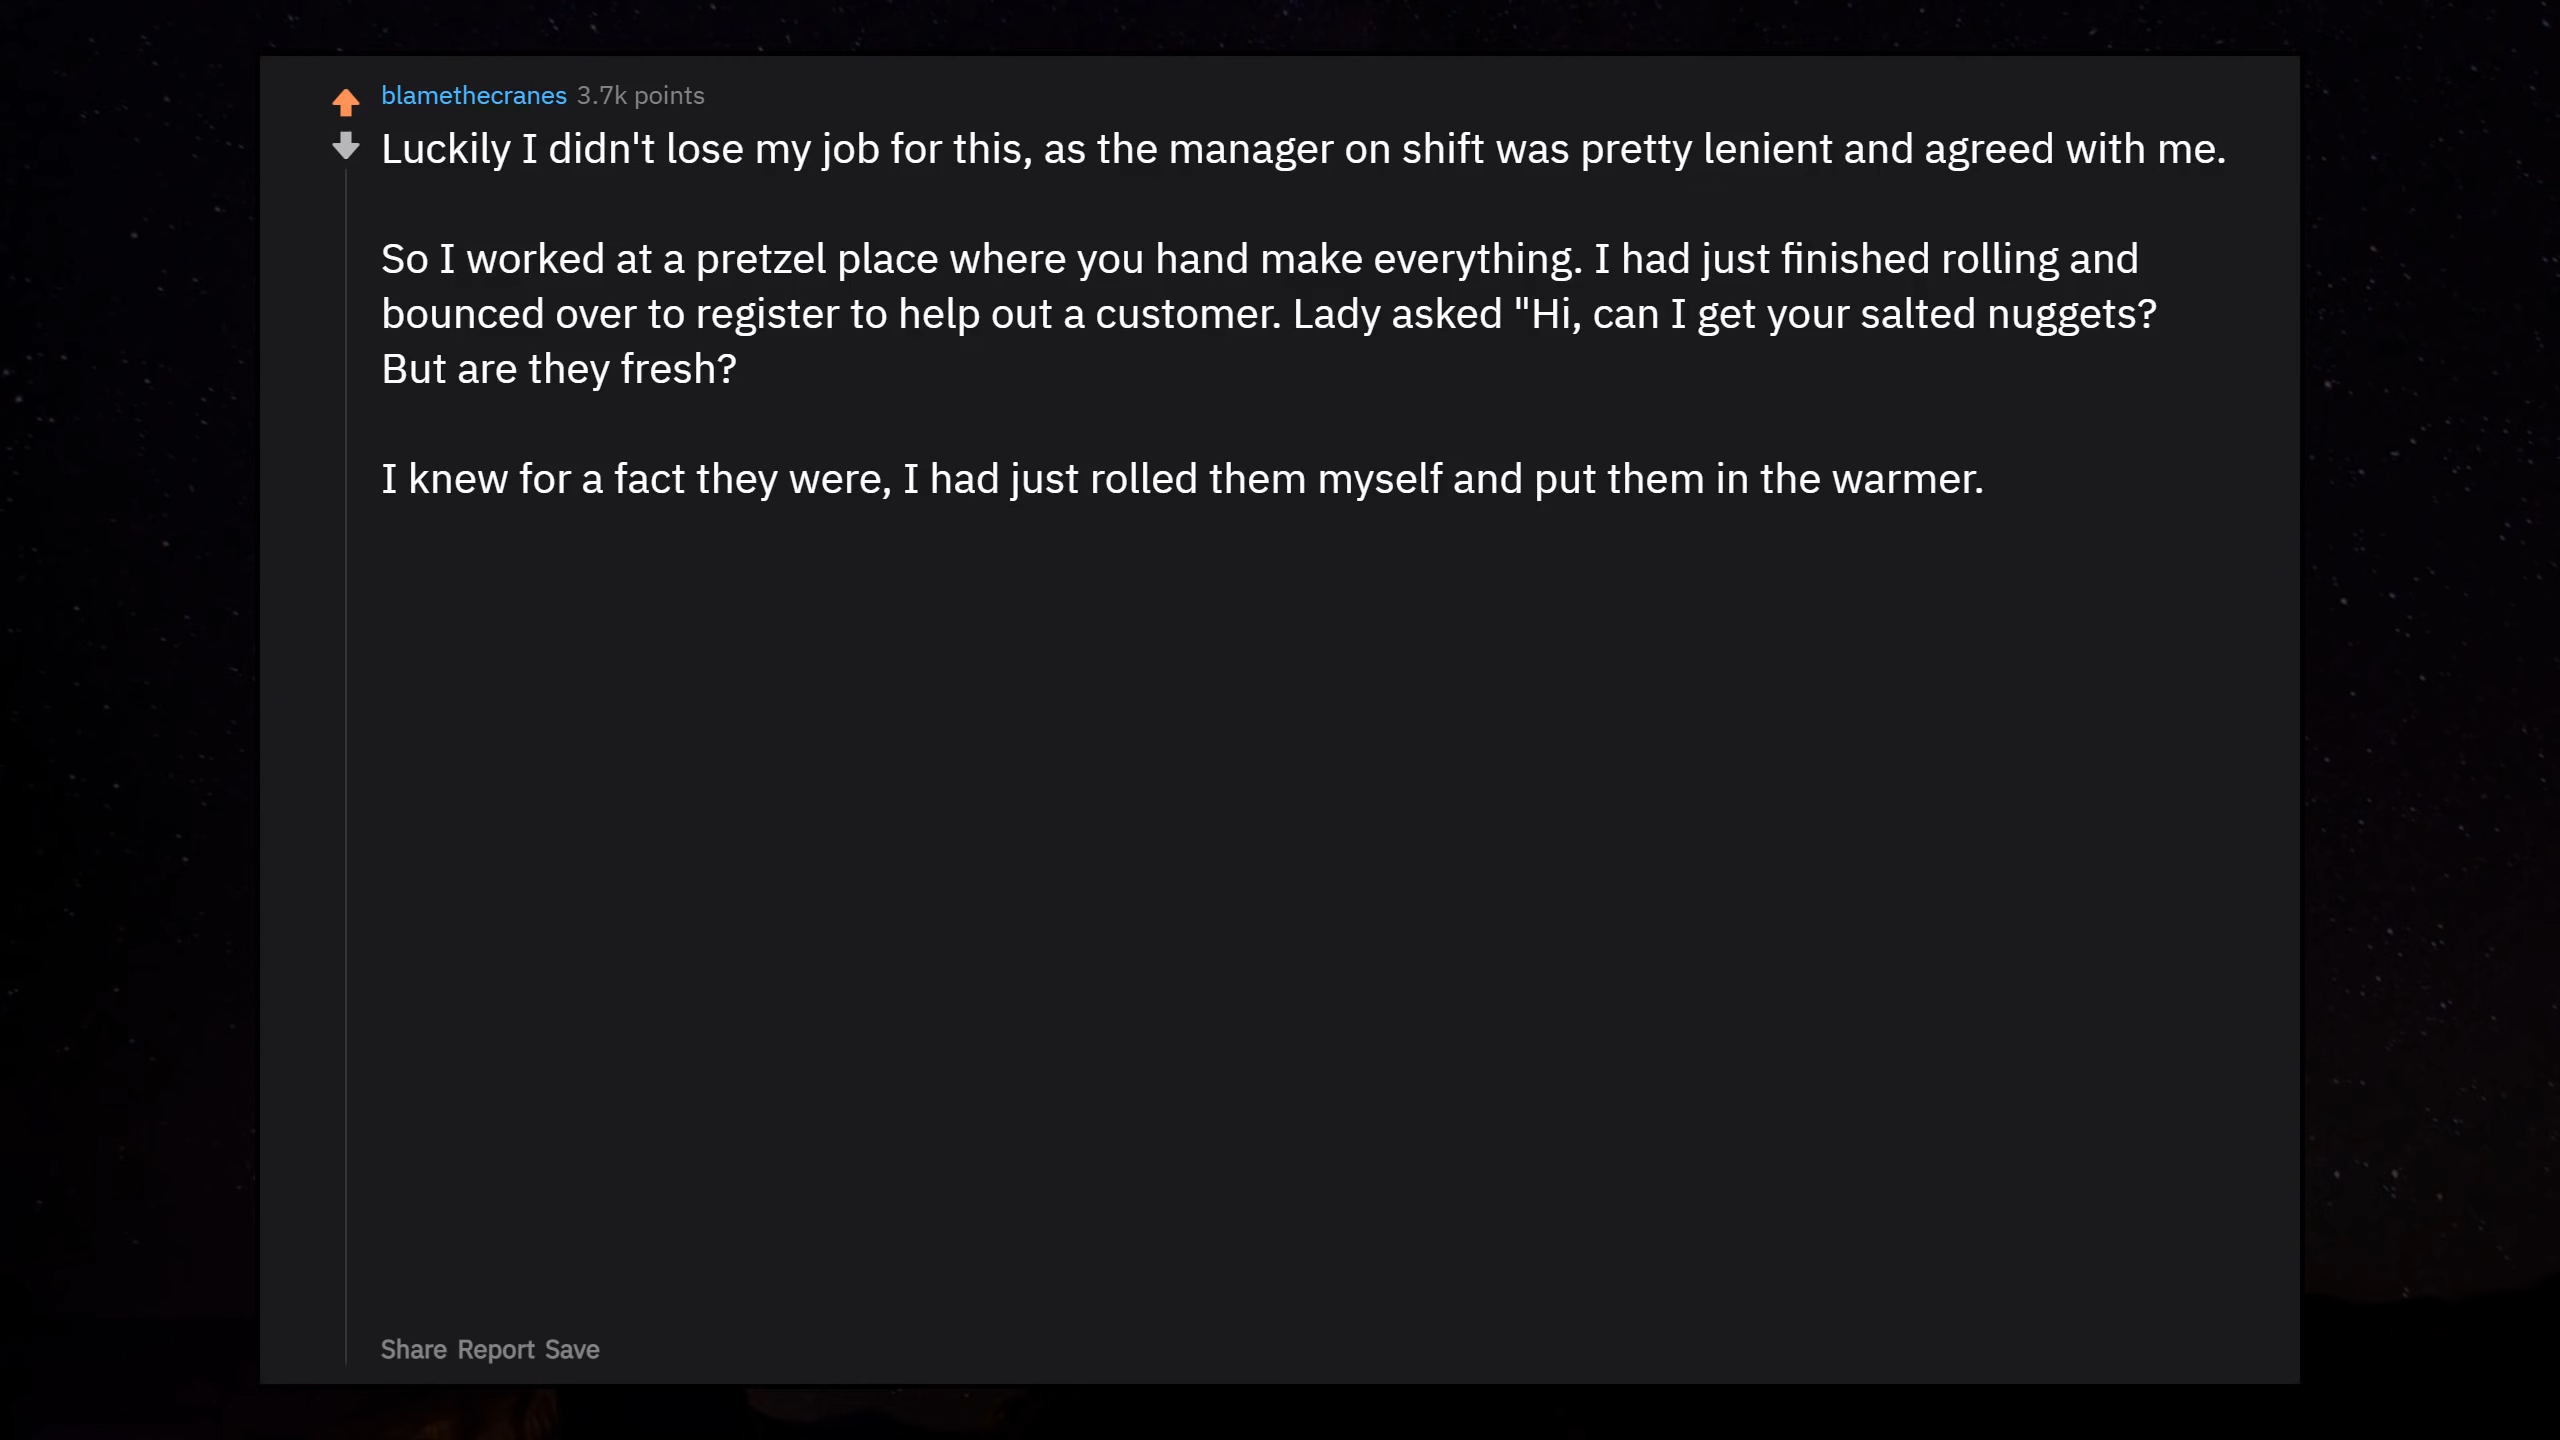 blamethecranes 3.7k points
Luckily I didn't lose my job for this, as the manager on shift was pretty lenient and agreed with me.
So I worked at a pretzel place where you hand make everything. I had just finished rolling and
bounced over to register to help out a customer. Lady asked "Hi, can I get your salted nuggets?
But are they fresh?
I knew for a fact they were, I had just rolled them myself and put them in the warmer.
Share Report Save